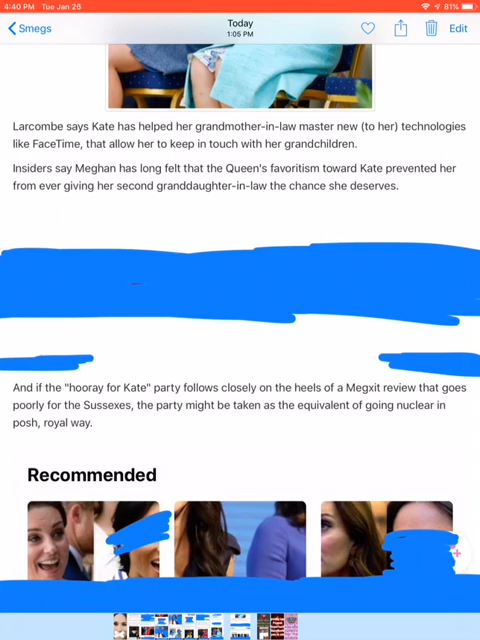 4:40 PM Tue Jan 26
81%
Smegs
Today
1:05 PM
Edit
Larcombe says Kate has helped her grandmother-in-law master new (to her) technologies
like FaceTime, that allow her to keep in touch with her grandchildren.
Insiders say Meghan has long felt that the Queen's favoritism toward Kate prevented her
from ever giving her second granddaughter-in-law the chance she deserves.
And if the "hooray for Kate" party follows closely on the heels of a Megxit review that goes
poorly for the Sussexes, the party might be taken as the equivalent of going nuclear in
posh, royal way.
Recommended